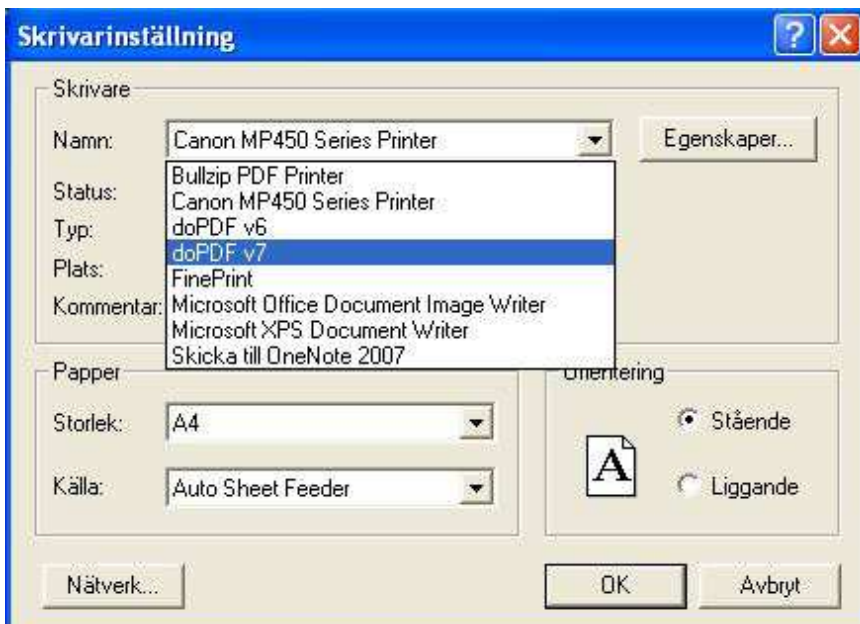 Skrivarinställning
Skrivare
Namn: Canon MP450 Series Printer Egenskaper...
Bullzip PDF Printer
Status: Canon MP450 Series Printer
Typ: doPDF v6
doPDF v7
Plats: FinePrint
Kommentar: Microsoft Office Document Image Writer
Microsoft XPS Document Writer
Skicka till OneNote 2007
Papper Orientering
Storlek: A4 Stående
A
Källa: Auto Sheet Feeder Liggande
Nätverk... OK Avbryt